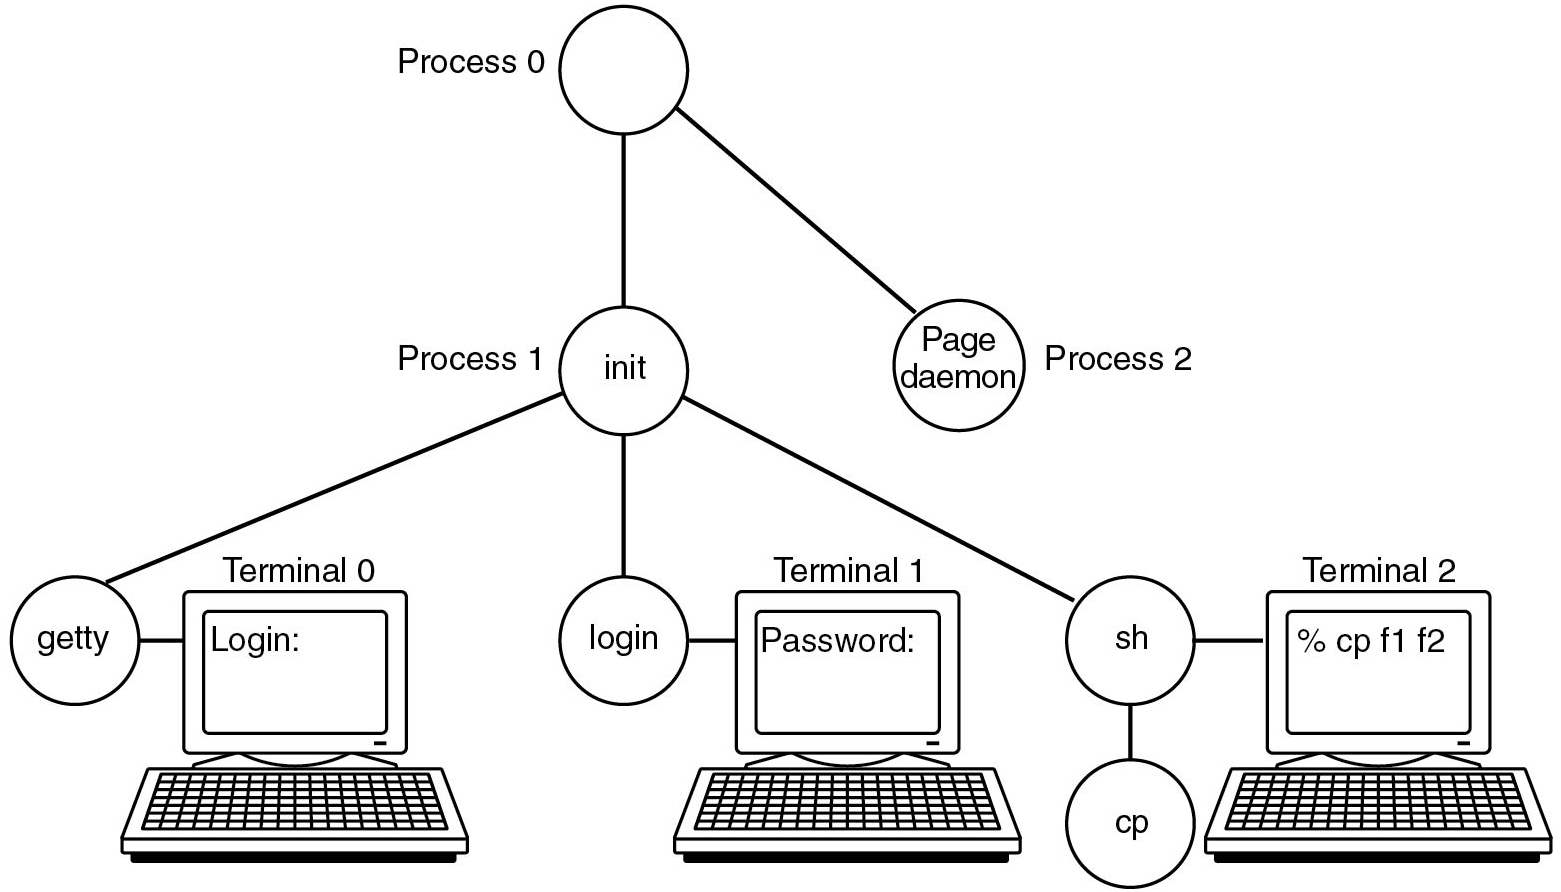 Process 0
Process 1
init
Page
daemon
Process 2
Terminal 0
Terminal 1
Terminal 2
getty
Login:
login
Password:
sh
% cp f1 f2
cp